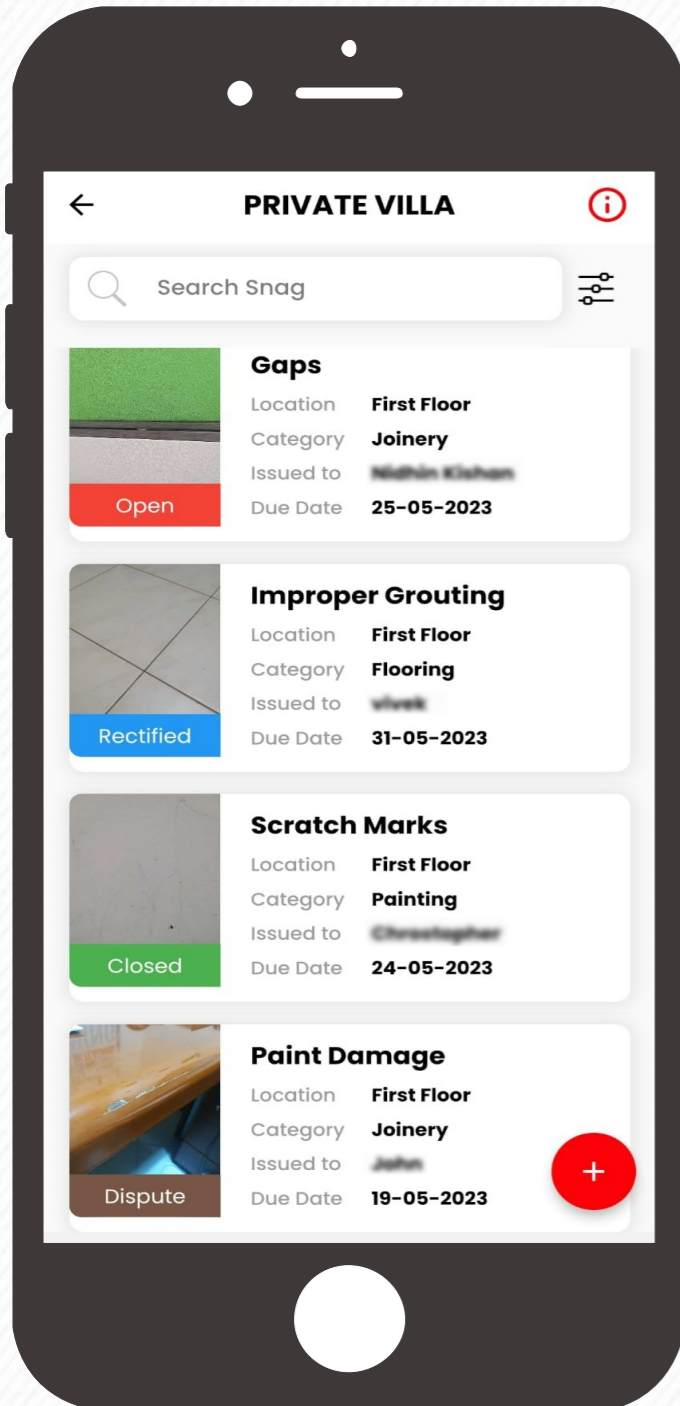 PRIVATE VILLA
Search Snag
Gaps
Location First Floor
Category Joinery
Issued to
Due Date 25-05-2023
Open
Improper Grouting
Location First Floor
Category Flooring
Issued to
Due Date 31-05-2023
Rectified
Scratch Marks
Location First Floor
Category Painting
Issued to
Due Date 24-05-2023
Closed
Paint Damage
Location First Floor
Category Joinery
Issued to
Due Date 19-05-2023
Dispute